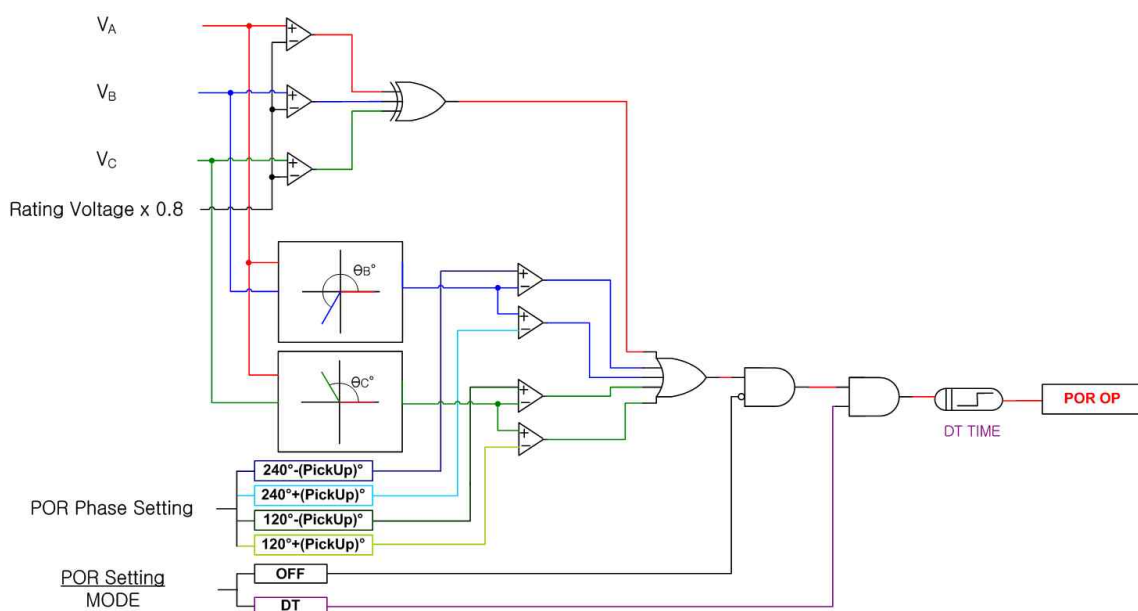 VA
VB
VC
Rating Voltage x 0.8
+
−
+
−
+
−
θB°
θC°
+
−
+
−
+
−
+
−
POR OP
DT TIME
POR Phase Setting
240°-(PickUp)°
240°+(PickUp)°
120°-(PickUp)°
120°+(PickUp)°
POR Setting
MODE
OFF
DT